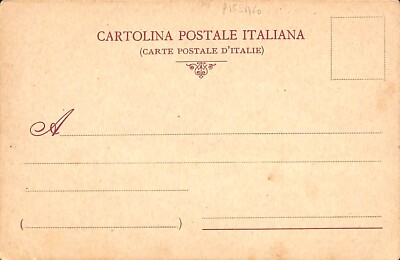 CARTOLINA POSTALE ITALIANA
(CARTE POSTALE D'ITALIE)
A
( )